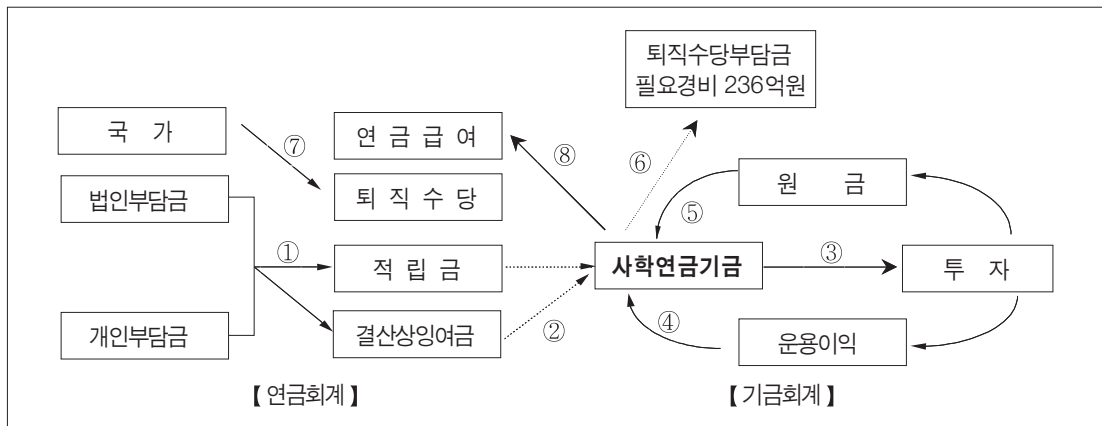 퇴직수당부담금
필요경비 236억원
국 가
⑦
연 금 급 여
⑧
⑥
원 금
법인부담금
퇴 직 수 당
⑤
①
적 립 금
사학연금기금
③
투 자
개인부담금
결산상잉여금
②
④
운용이익
【 연금회계 】
【 기금회계 】